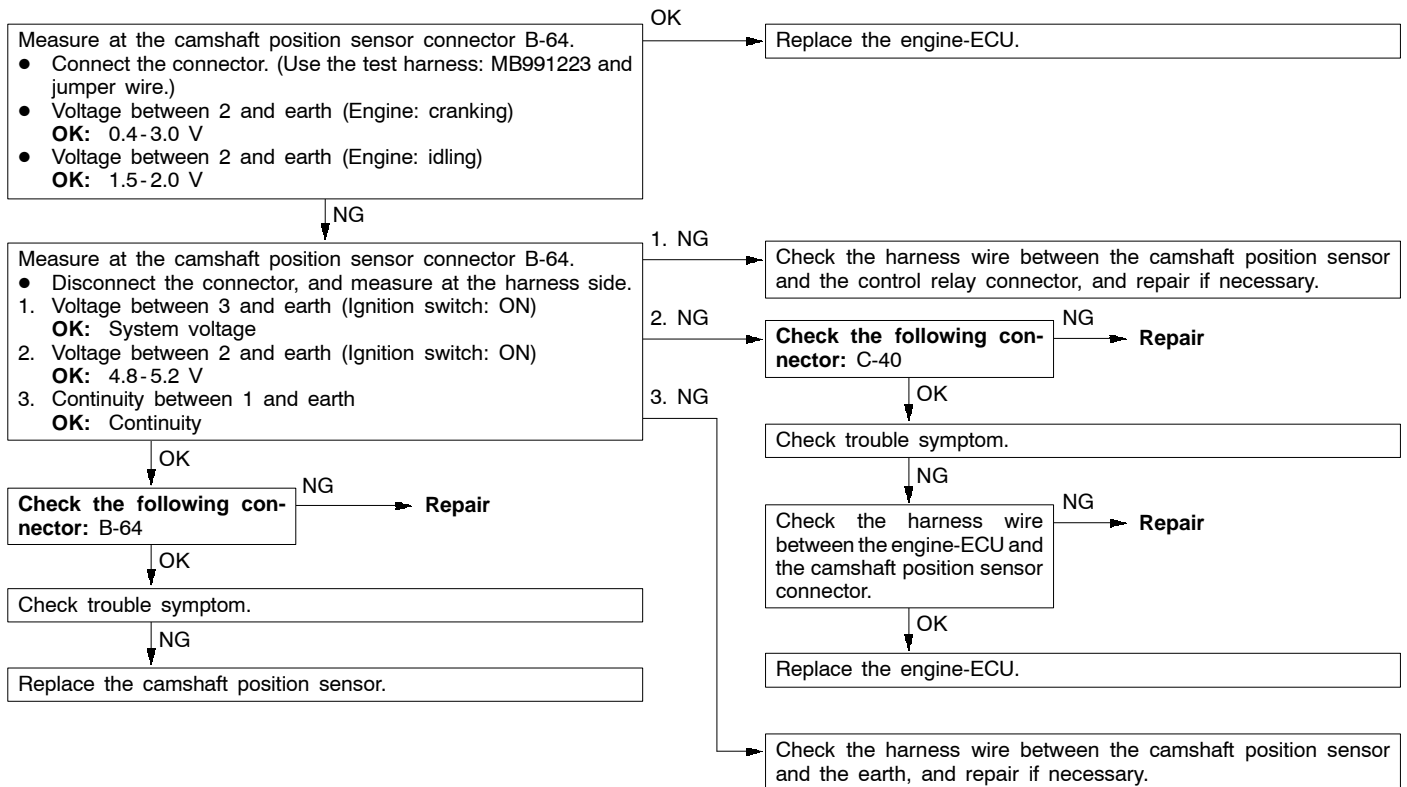 OK
Measure at the camshaft position sensor connector B-64.
● Connect the connector. (Use the test harness: MB991223 and
jumper wire.)
● Voltage between 2 and earth (Engine: cranking)
OK: 0.4-3.0 V
● Voltage between 2 and earth (Engine: idling)
OK: 1.5-2.0 V
Replace the engine-ECU.
NG
Measure at the camshaft position sensor connector B-64.
● Disconnect the connector, and measure at the harness side.
1. Voltage between 3 and earth (Ignition switch: ON)
OK: System voltage
2. Voltage between 2 and earth (Ignition switch: ON)
OK: 4.8-5.2 V
3. Continuity between 1 and earth
OK: Continuity
1. NG
Check the harness wire between the camshaft position sensor
and the control relay connector, and repair if necessary.
2. NG
Check the following con-
nector: C-40
NG
Repair
OK
Check trouble symptom.
NG
Check the harness wire
between the engine-ECU and
the camshaft position sensor
connector.
NG
Repair
OK
Replace the engine-ECU.
3. NG
Check the harness wire between the camshaft position sensor
and the earth, and repair if necessary.
OK
Check the following con-
nector: B-64
NG
Repair
OK
Check trouble symptom.
NG
Replace the camshaft position sensor.